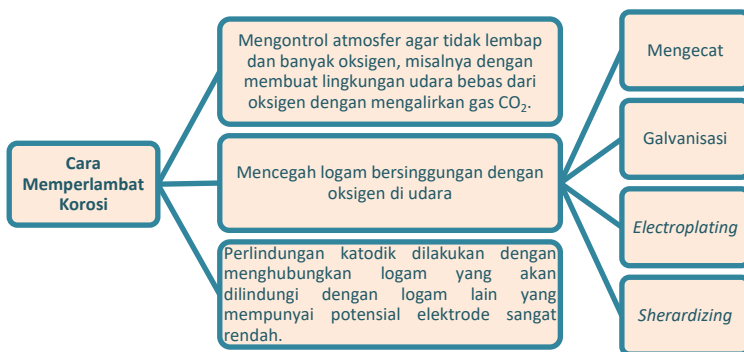 Cara
Memperlambat
Korosi
Mengontrol atmosfer agar tidak lembap
dan banyak oksigen, misalnya dengan
membuat lingkungan udara bebas dari
oksigen dengan mengalirkan gas CO₂.
Mencegah logam bersinggungan dengan
oksigen di udara
Perlindungan katodik dilakukan dengan
menghubungkan logam yang akan
dilindungi dengan logam lain yang
mempunyai potensial elektrode sangat
rendah.
Mengecat
Galvanisasi
Electroplating
Sherardizing